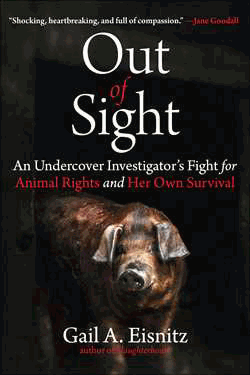 "Shocking, heartbreaking, and full of compassion." —Jane Goodall
Out
of
Sight
An Undercover Investigator's Fight for
Animal Rights and Her Own Survival
Gail A. Eisnitz
author of Slaughterhouse